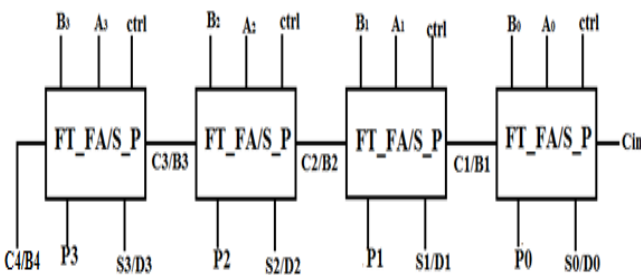 B3 A3 ctrl B2 A2 ctrl B1 A1 ctrl B0 A0 ctrl
FT_FA/S_P FT_FA/S_P FT_FA/S_P FT_FA/S_P Cin
C3/B3 C2/B2 C1/B1
C4/B4 P3 S3/D3 P2 S2/D2 P1 S1/D1 P0 S0/D0